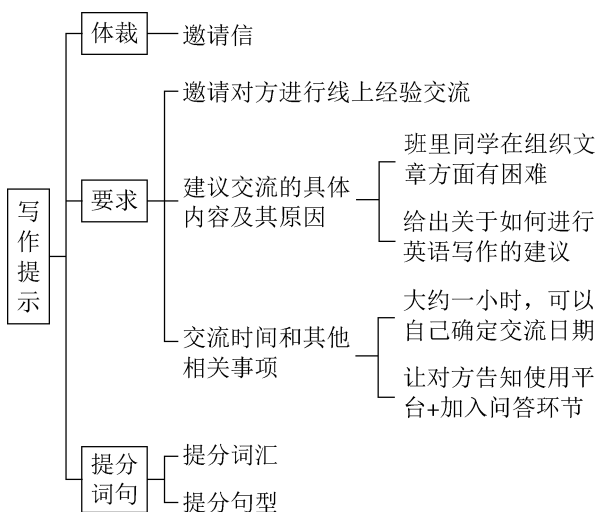 写作提示
体裁
邀请信
要求
邀请对方进行线上经验交流
建议交流的具体
内容及其原因
班里同学在组织文
章方面有困难
给出关于如何进行
英语写作的建议
交流时间和其他
相关事项
大约一小时，可以
自己确定交流日期
让对方告知使用平
台+加入问答环节
提分
词句
提分词汇
提分句型